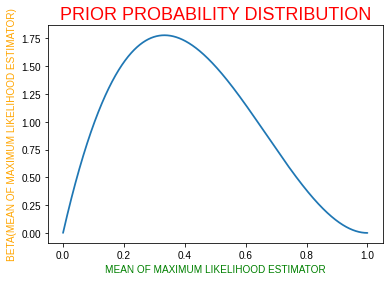 PRIOR PROBABILITY DISTRIBUTION
BETA(MEAN OF MAXIMUM LIKELIHOOD ESTIMATOR)
1.75
1.50
1.25
1.00
0.75
0.50
0.25
0.00
0.0 0.2 0.4 0.6 0.8 1.0
MEAN OF MAXIMUM LIKELIHOOD ESTIMATOR